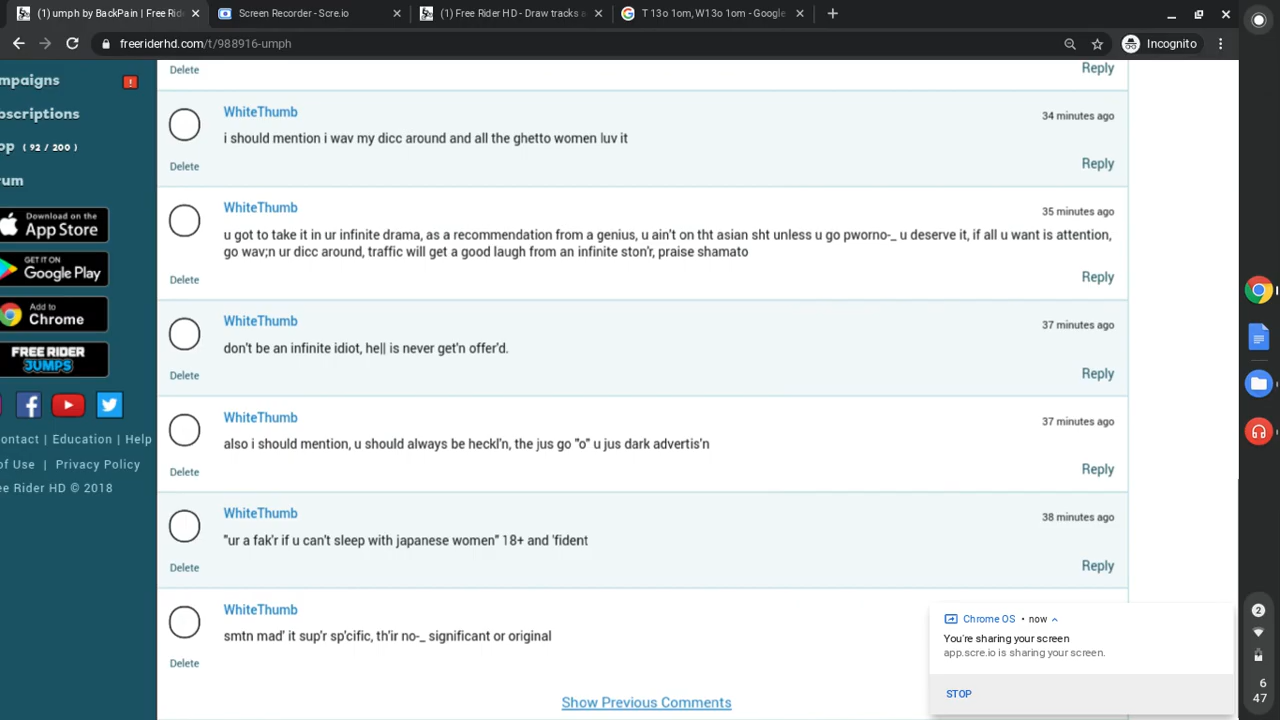 (1) umph by BackPain | Free Rid
Screen Recorder - Scre.io
(1) Free Rider HD - Draw tracks a
T 13o 1om, W13o 1om - Google
freeriderhd.com/t/988916-umph
Incognito
mpaigns
!
bscriptions
op ( 92 / 200 )
rum
Download on the
App Store
GET IT ON
Google Play
Add to
Chrome
FREE RIDER
JUMPS
ontact | Education | Help
of Use | Privacy Policy
ee Rider HD © 2018
Delete
Reply
WhiteThumb
34 minutes ago
i should mention i wav my dicc around and all the ghetto women luv it
Delete
Reply
WhiteThumb
35 minutes ago
u got to take it in ur infinite drama, as a recommendation from a genius, u ain't on tht asian sht unless u go pworno-_ u deserve it, if all u want is attention,
go wav;n ur dicc around, traffic will get a good laugh from an infinite ston'r, praise shamato
Delete
Reply
WhiteThumb
37 minutes ago
don't be an infinite idiot, he|| is never get'n offer'd.
Delete
Reply
WhiteThumb
37 minutes ago
also i should mention, u should always be heckl'n, the jus go "o" u jus dark advertis'n
Delete
Reply
WhiteThumb
38 minutes ago
"ur a fak'r if u can't sleep with japanese women" 18+ and 'fident
Delete
Reply
WhiteThumb
smtn mad' it sup'r sp'cific, th'ir no-_ significant or original
Delete
Show Previous Comments
Chrome OS • now
You're sharing your screen
app.scre.io is sharing your screen.
STOP
2
6
47